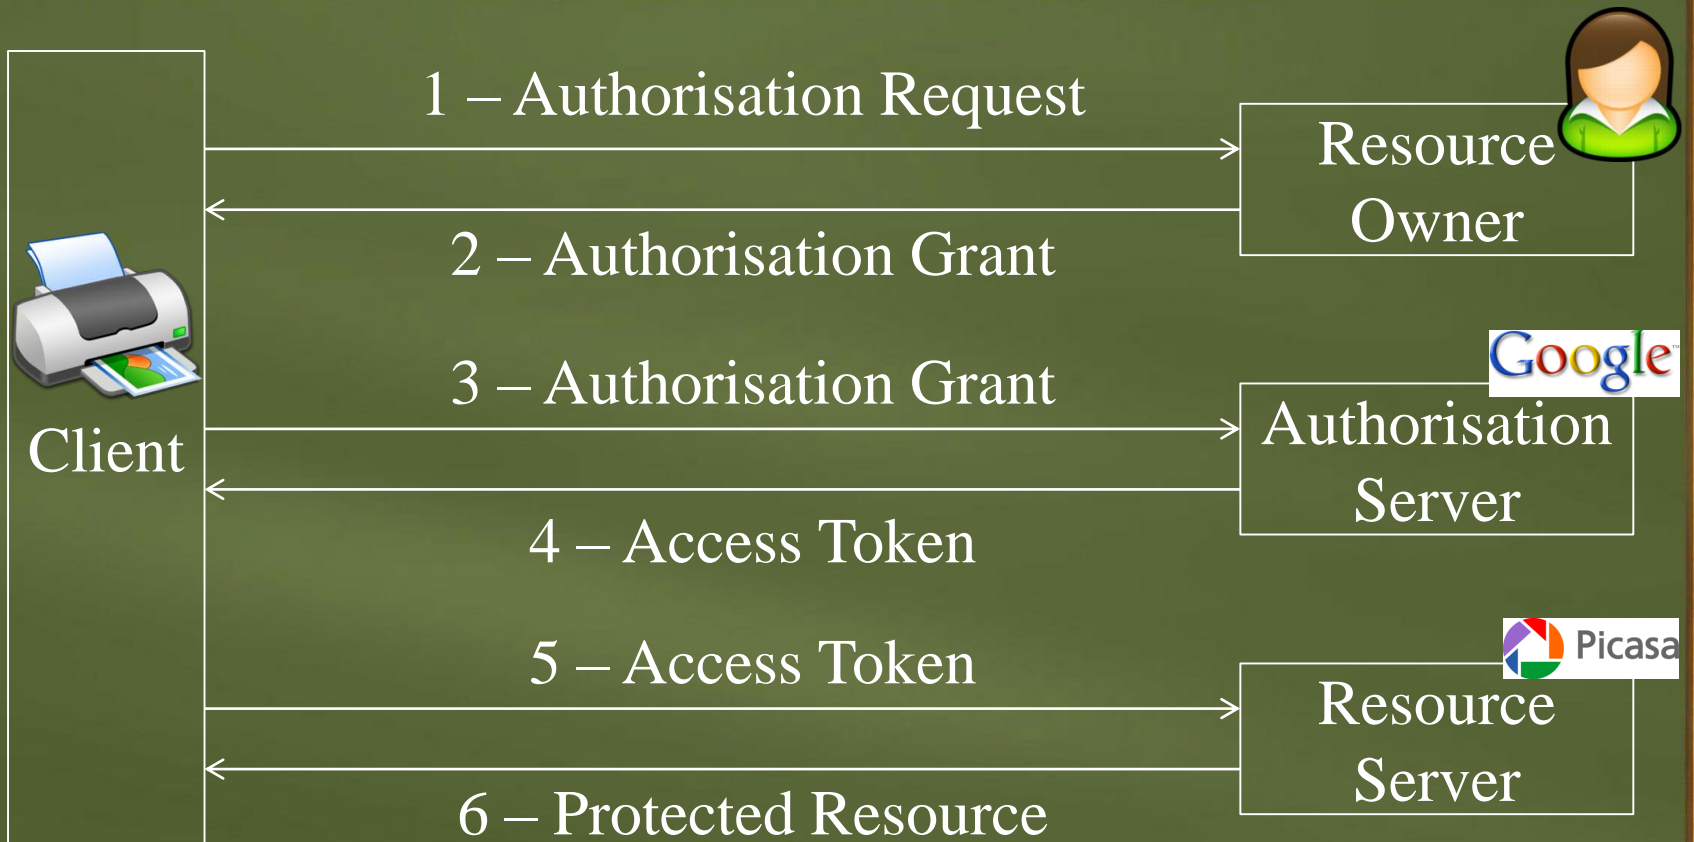 1 – Authorisation Request
Resource
Owner
2 – Authorisation Grant
Google
3 – Authorisation Grant
Authorisation
Server
Client
4 – Access Token
Picasa
5 – Access Token
Resource
Server
6 – Protected Resource